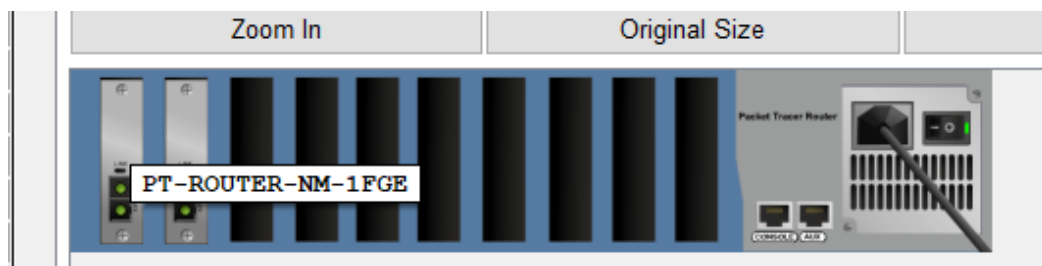 Zoom In
Original Size
Packet Tracer Router
PT-ROUTER-NM-1FGE
CONSOLE
AUX